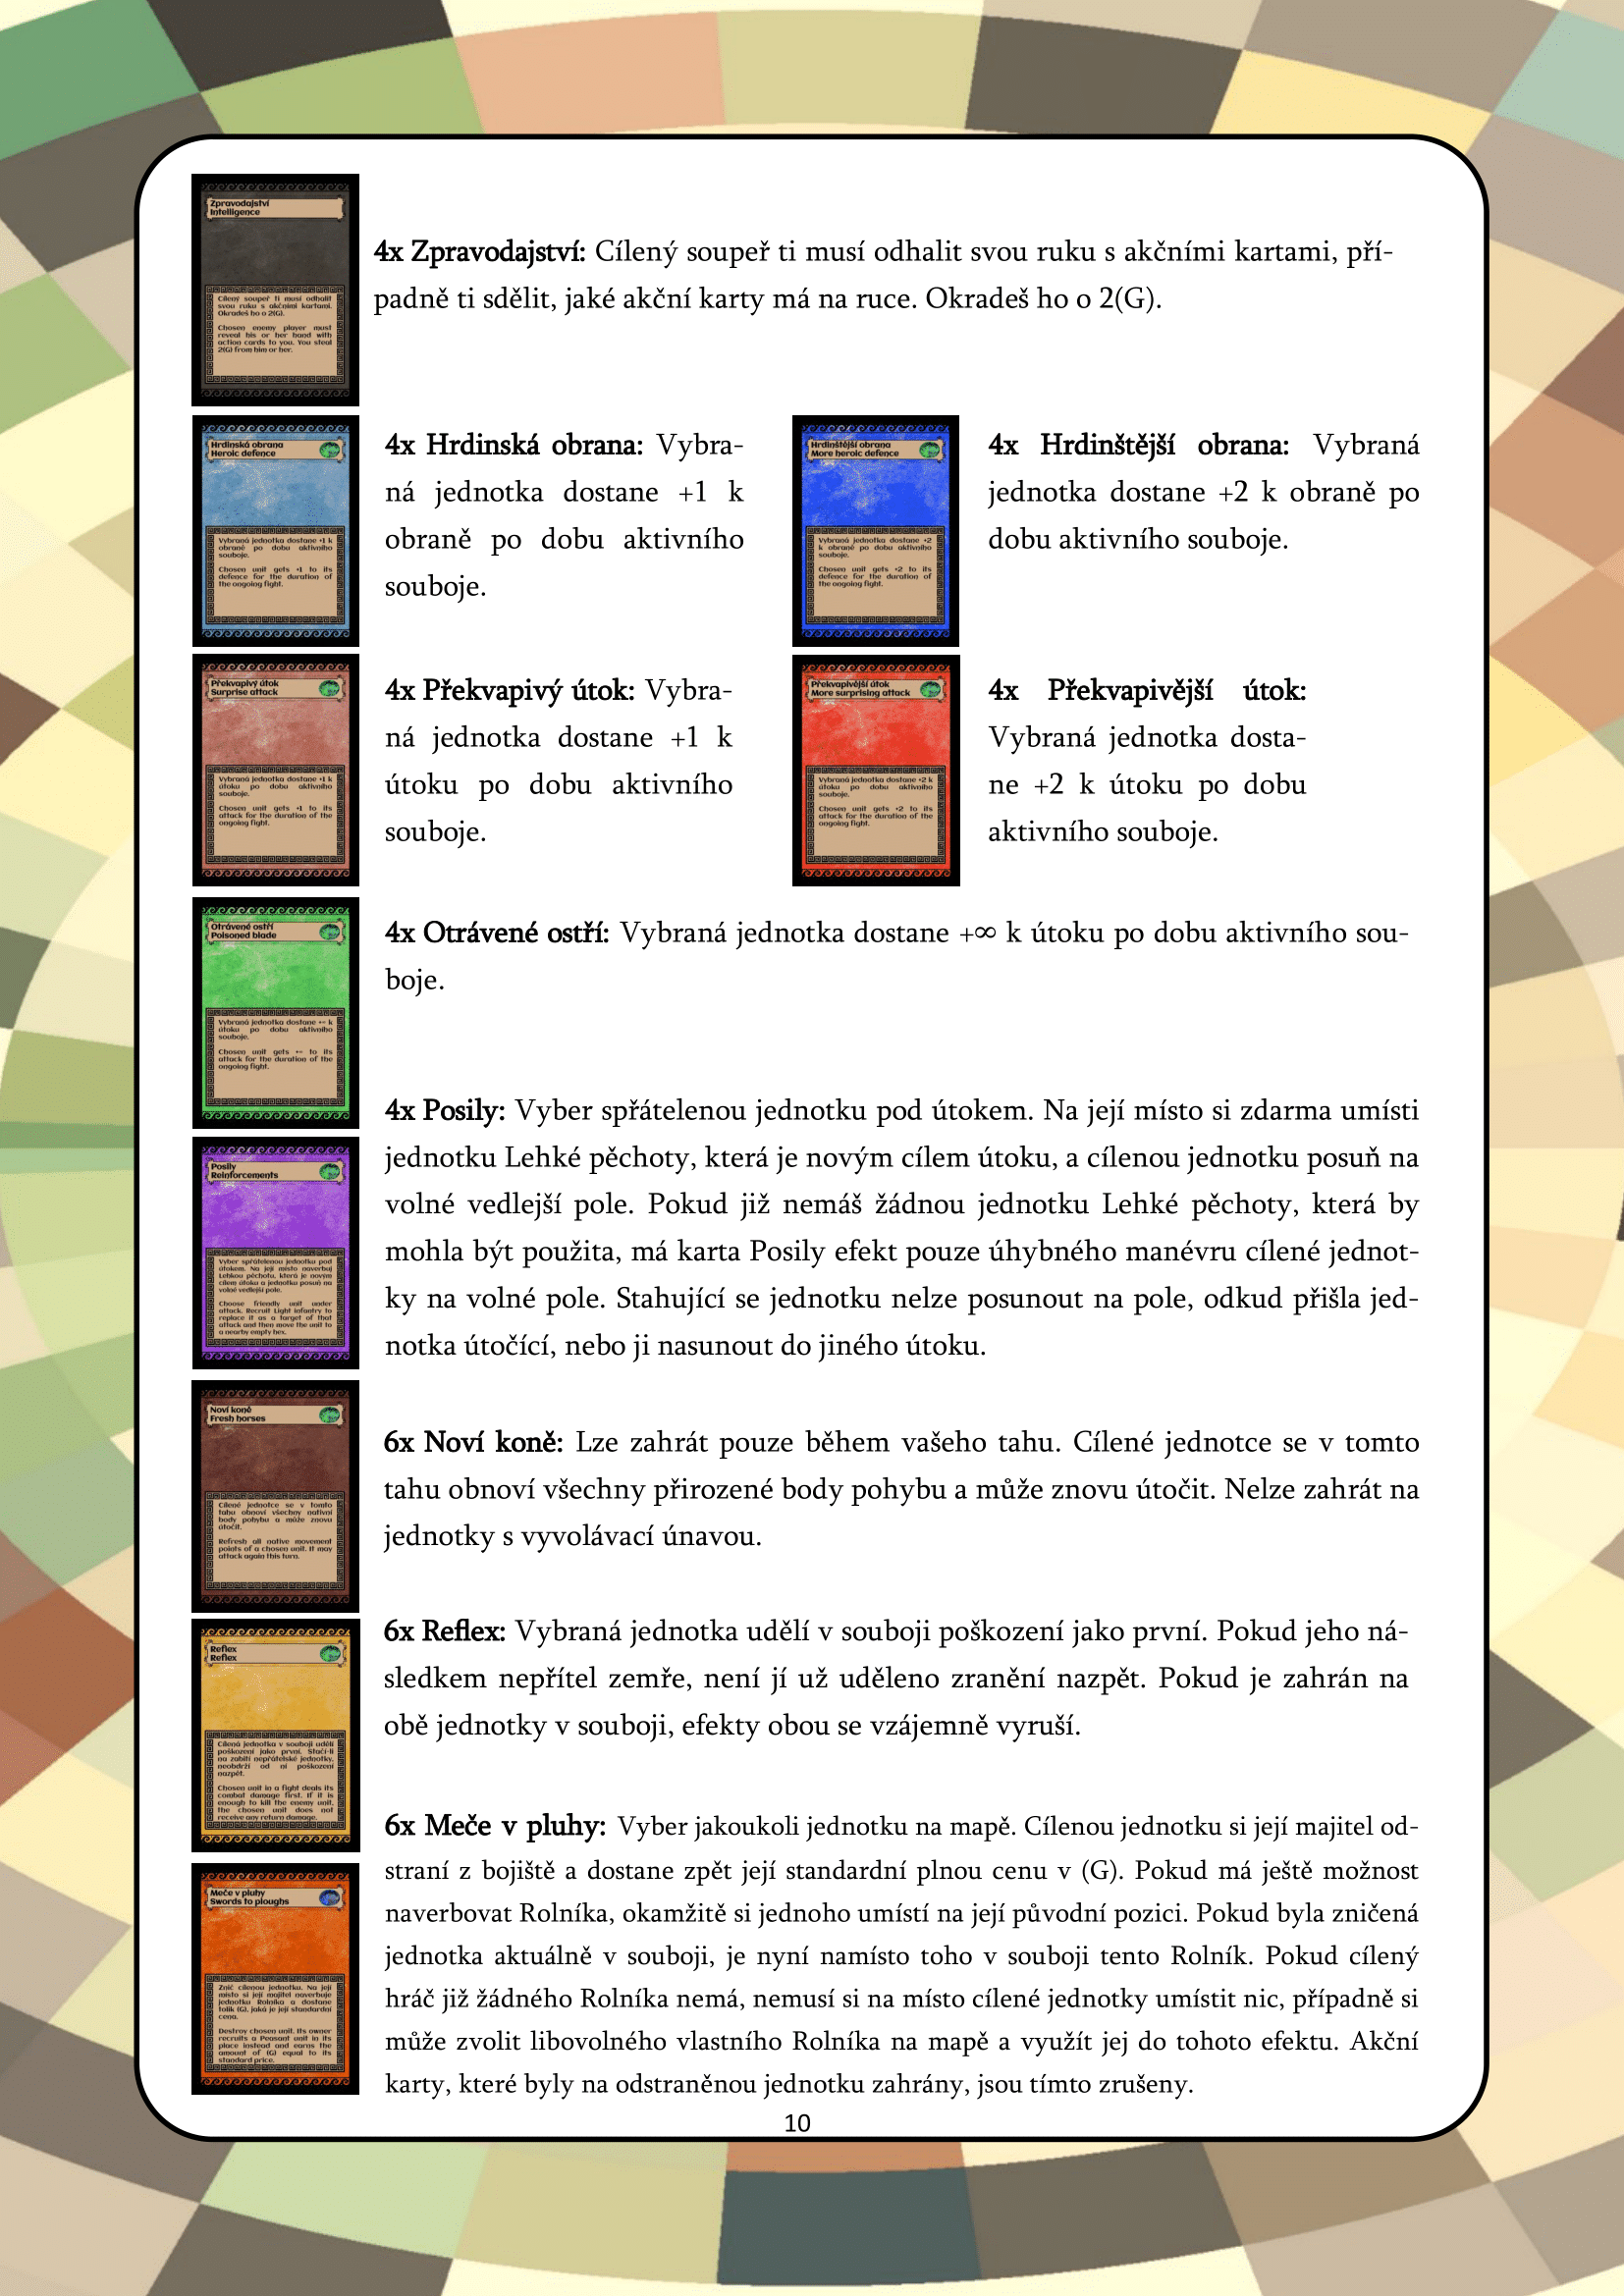 Zpravodajství
Intelligence
Cílený soupeř ti musí odhalit
svou ruku s akčními kartami.
Okradeš ho o 2(G).
Chosen enemy player must
reveal his or her hand with
action cards to you. You steal
2(G) from him or her.
4x Zpravodajství: Cílený soupeř ti musí odhalit svou ruku s akčními kartami, pří-
padně ti sdělit, jaké akční karty má na ruce. Okradeš ho o 2(G).
Hrdinská obrana
Heroic defence
Vybraná jednotka dostane +1 k
obraně po dobu aktivního
souboje.
Chosen unit gets +1 to its
defence for the duration of
the ongoing fight.
4x Hrdinská obrana: Vybra-
ná jednotka dostane +1 k
obraně po dobu aktivního
souboje.
Hrdinštější obrana
More heroic defence
Vybraná jednotka dostane +2
k obraně po dobu aktivního
souboje.
Chosen unit gets +2 to its
defence for the duration of
the ongoing fight.
4x Hrdinštější obrana: Vybraná
jednotka dostane +2 k obraně po
dobu aktivního souboje.
Překvapivý útok
Surprise attack
Vybraná jednotka dostane +1 k
útoku po dobu aktivního
souboje.
Chosen unit gets +1 to its
attack for the duration of the
ongoing fight.
4x Překvapivý útok: Vybra-
ná jednotka dostane +1 k
útoku po dobu aktivního
souboje.
Překvapivější útok
More surprising attack
Vybraná jednotka dostane +2 k
útoku po dobu aktivního
souboje.
Chosen unit gets +2 to its
attack for the duration of the
ongoing fight.
4x Překvapivější útok:
Vybraná jednotka dosta-
ne +2 k útoku po dobu
aktivního souboje.
Otrávené ostří
Poisoned blade
Vybraná jednotka dostane +∞ k
útoku po dobu aktivního
souboje.
Chosen unit gets +∞ to its
attack for the duration of the
ongoing fight.
4x Otrávené ostří: Vybraná jednotka dostane +∞ k útoku po dobu aktivního sou-
boje.
Posily
Reinforcements
Vyber spřátelenou jednotku pod
útokem. Na její místo naverbuj
Lehkou pěchotu, která je novým
cílem útoku a jednotku posuň na
volné vedlejší pole.
Choose friendly unit under
attack. Recruit Light infantry to
replace it as a target of that
attack and then move the unit to
a nearby empty hex.
4x Posily: Vyber spřátelenou jednotku pod útokem. Na její místo si zdarma umísti
jednotku Lehké pěchoty, která je novým cílem útoku, a cílenou jednotku posuň na
volné vedlejší pole. Pokud již nemáš žádnou jednotku Lehké pěchoty, která by
mohla být použita, má karta Posily efekt pouze úhybného manévru cílené jednot-
ky na volné pole. Stahující se jednotku nelze posunout na pole, odkud přišla jed-
notka útočící, nebo ji nasunout do jiného útoku.
Noví koně
Fresh horses
Cílené jednotce se v tomto
tahu obnoví všechny nativní
body pohybu a může znovu
útočit.
Refresh all native movement
points of a chosen unit. It may
attack again this turn.
6x Noví koně: Lze zahrát pouze během vašeho tahu. Cílené jednotce se v tomto
tahu obnoví všechny přirozené body pohybu a může znovu útočit. Nelze zahrát na
jednotky s vyvolávací únavou.
Reflex
Reflex
Cílená jednotka v souboji udělí
poškození jako první. Stačí-li
na zabití nepřátelské jednotky,
neobdrží od ní poškození
nazpět.
Chosen unit in a fight deals its
combat damage first. If it is
enough to kill the enemy unit,
the chosen unit does not
receive any return damage.
6x Reflex: Vybraná jednotka udělí v souboji poškození jako první. Pokud jeho ná-
sledkem nepřítel zemře, není jí už uděleno zranění nazpět. Pokud je zahrán na
obě jednotky v souboji, efekty obou se vzájemně vyruší.
Meče v pluhy
Swords to ploughs
Znič cílenou jednotku. Na její
místo si její majitel naverbuje
jednotku Rolníka a dostane
tolik (G), jaká je její standardní
cena.
Destroy chosen unit. Its owner
recruits a Peasant unit in its
place instead and earns the
amount of (G) equal to its
standard price.
6x Meče v pluhy: Vyber jakoukoli jednotku na mapě. Cílenou jednotku si její majitel od-
straní z bojiště a dostane zpět její standardní plnou cenu v (G). Pokud má ještě možnost
naverbovat Rolníka, okamžitě si jednoho umístí na její původní pozici. Pokud byla zničená
jednotka aktuálně v souboji, je nyní namísto toho v souboji tento Rolník. Pokud cílený
hráč již žádného Rolníka nemá, nemusí si na místo cílené jednotky umístit nic, případně si
může zvolit libovolného vlastního Rolníka na mapě a využít jej do tohoto efektu. Akční
karty, které byly na odstraněnou jednotku zahrány, jsou tímto zrušeny.
10